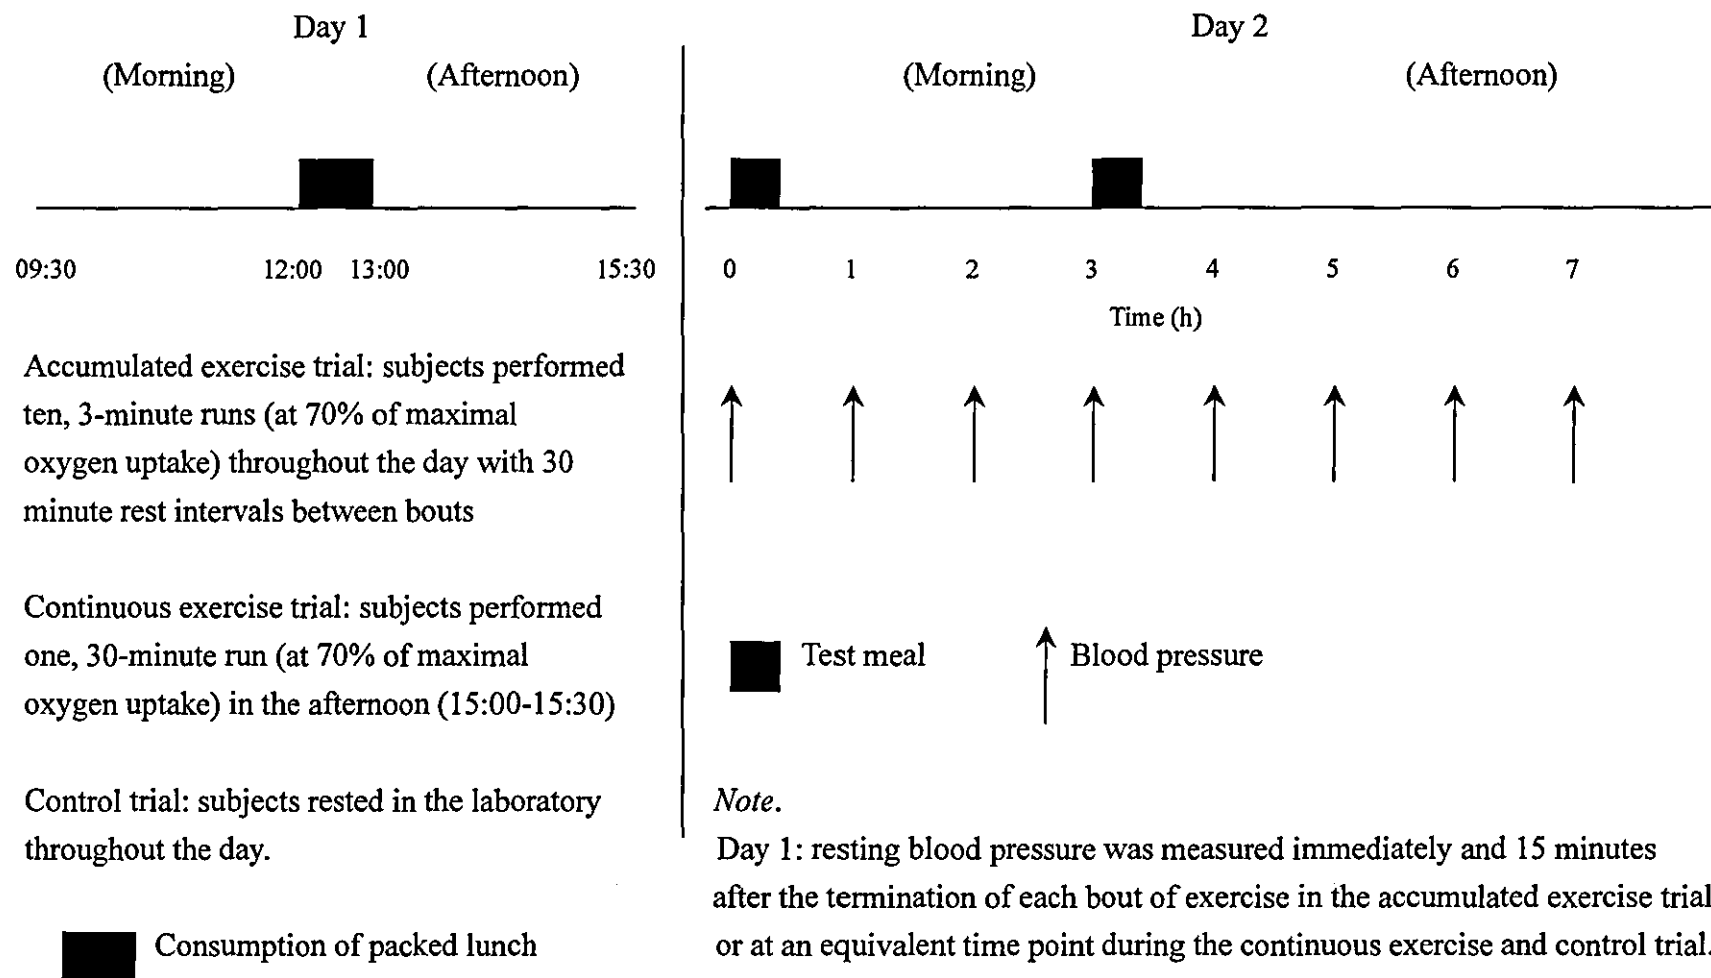 Day 1
(Morning) (Afternoon)
09:30 12:00 13:00 15:30
Accumulated exercise trial: subjects performed
ten, 3-minute runs (at 70% of maximal
oxygen uptake) throughout the day with 30
minute rest intervals between bouts
Continuous exercise trial: subjects performed
one, 30-minute run (at 70% of maximal
oxygen uptake) in the afternoon (15:00-15:30)
Control trial: subjects rested in the laboratory
throughout the day.
Consumption of packed lunch
Day 2
(Morning) (Afternoon)
0 1 2 3 4 5 6 7
Time (h)
Test meal Blood pressure
Note.
Day 1: resting blood pressure was measured immediately and 15 minutes
after the termination of each bout of exercise in the accumulated exercise trial
or at an equivalent time point during the continuous exercise and control trial.